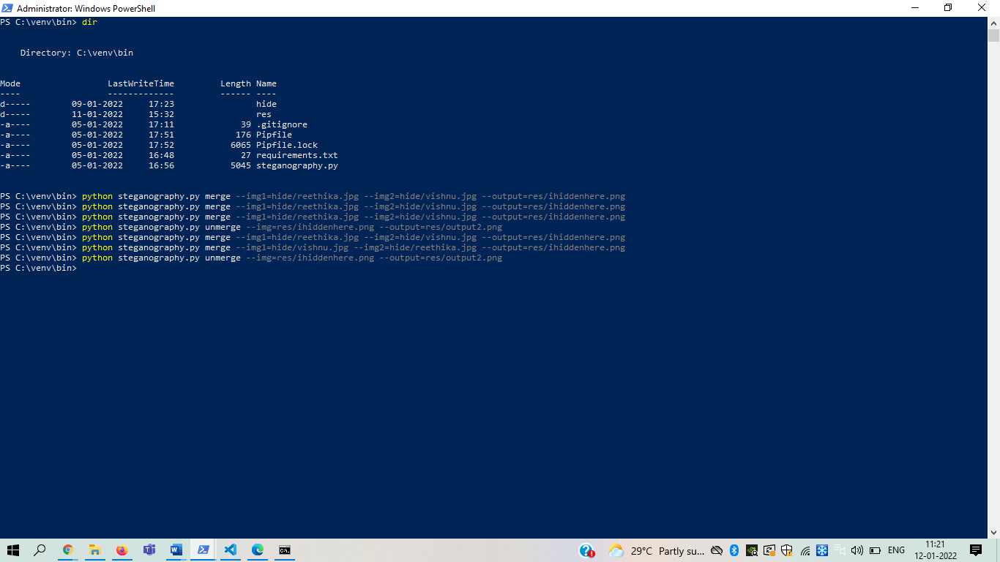 Administrator: Windows PowerShell
PS C:\venv\bin> dir
Directory: C:\venv\bin
Mode                 LastWriteTime         Length Name
----                 -------------         ------ ----
d-----        09-01-2022     17:23                hide
d-----        11-01-2022     15:32                res
-a----        05-01-2022     17:11             39 .gitignore
-a----        05-01-2022     17:51            176 Pipfile
-a----        05-01-2022     17:52           6065 Pipfile.lock
-a----        05-01-2022     16:48             27 requirements.txt
-a----        05-01-2022     16:56           5045 steganography.py
PS C:\venv\bin> python steganography.py merge --img1=hide/reethika.jpg --img2=hide/vishnu.jpg --output=res/ihiddenhere.png
PS C:\venv\bin> python steganography.py merge --img1=hide/reethika.jpg --img2=hide/vishnu.jpg --output=res/ihiddenhere.png
PS C:\venv\bin> python steganography.py merge --img1=hide/reethika.jpg --img2=hide/vishnu.jpg --output=res/ihiddenhere.png
PS C:\venv\bin> python steganography.py unmerge --img=res/ihiddenhere.png --output=res/output2.png
PS C:\venv\bin> python steganography.py merge --img1=hide/reethika.jpg --img2=hide/vishnu.jpg --output=res/ihiddenhere.png
PS C:\venv\bin> python steganography.py merge --img1=hide/vishnu.jpg --img2=hide/reethika.jpg --output=res/ihiddenhere.png
PS C:\venv\bin> python steganography.py unmerge --img=res/ihiddenhere.png --output=res/output2.png
PS C:\venv\bin>
29°C Partly su... ENG 11:21
12-01-2022